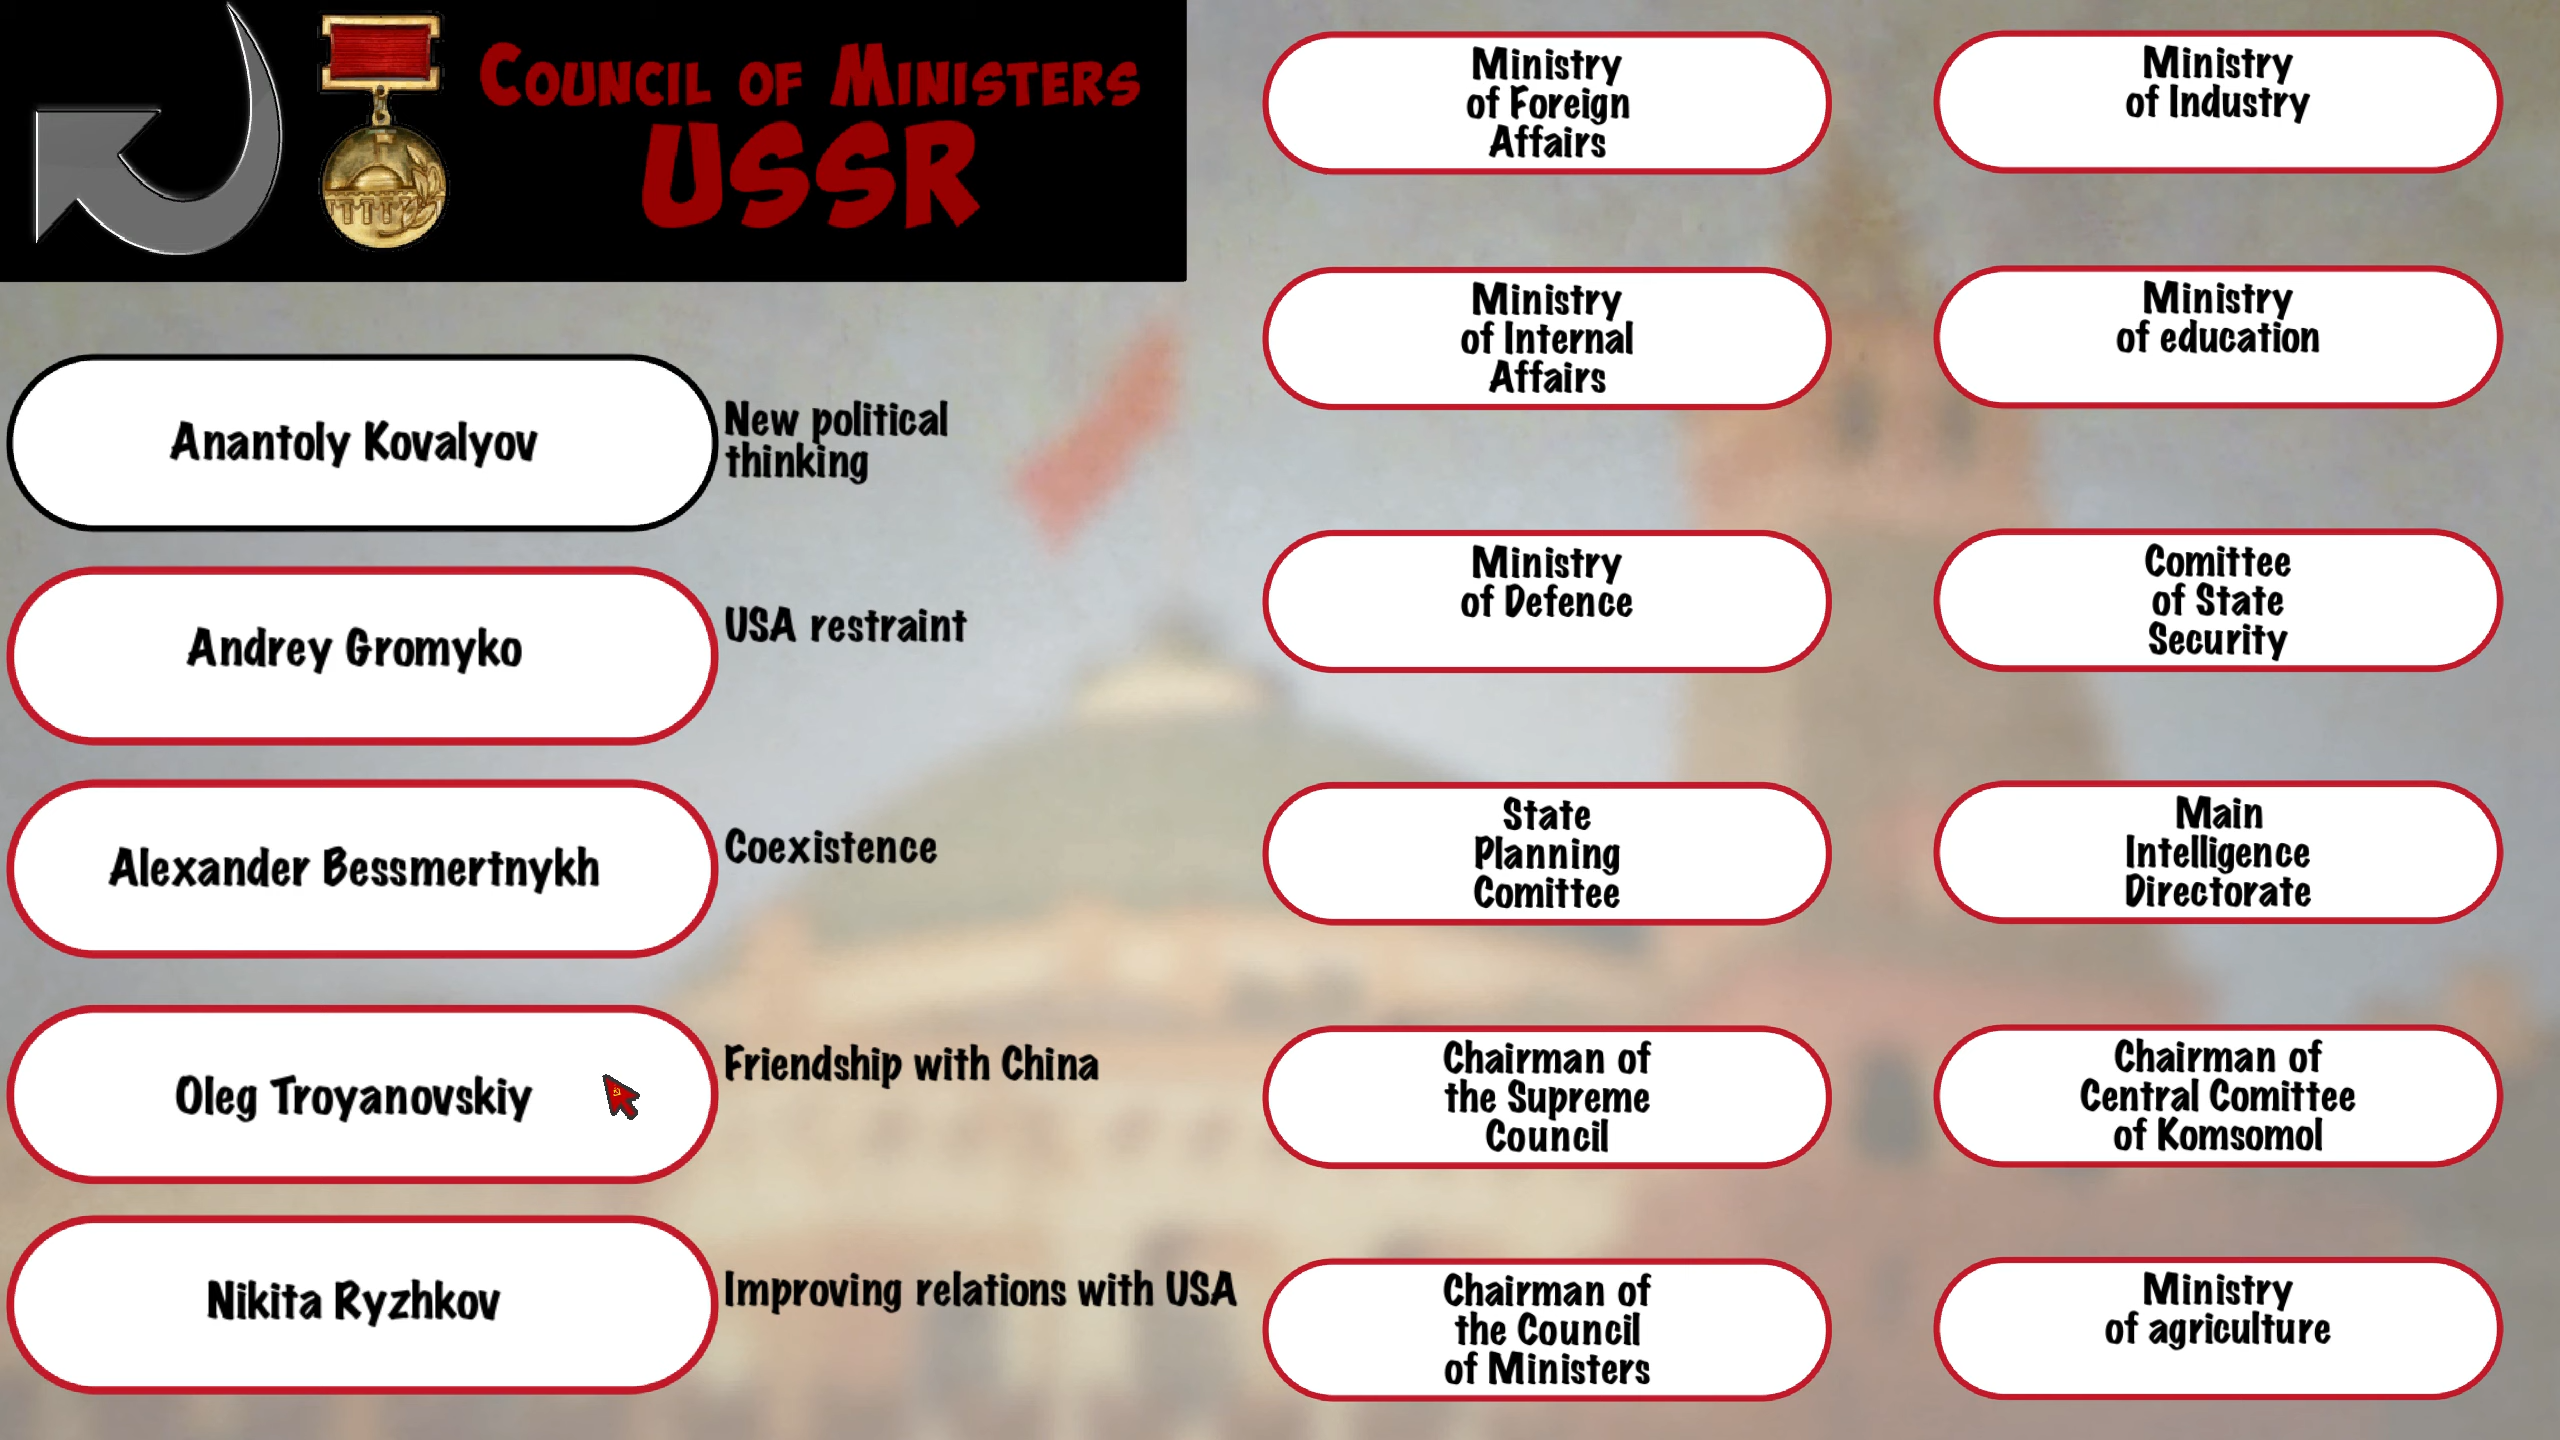 Council of Ministers
USSR
Anantoly Kovalyov
New political
thinking
Andrey Gromyko
USA restraint
Alexander Bessmertnykh
Coexistence
Oleg Troyanovskiy
Friendship with China
Nikita Ryzhkov
Improving relations with USA
Ministry
of Foreign
Affairs
Ministry
of Industry
Ministry
of Internal
Affairs
Ministry
of education
Ministry
of Defence
Comittee
of State
Security
State
Planning
Comittee
Main
Intelligence
Directorate
Chairman of
the Supreme
Council
Chairman of
Central Comittee
of Komsomol
Chairman of
the Council
of Ministers
Ministry
of agriculture